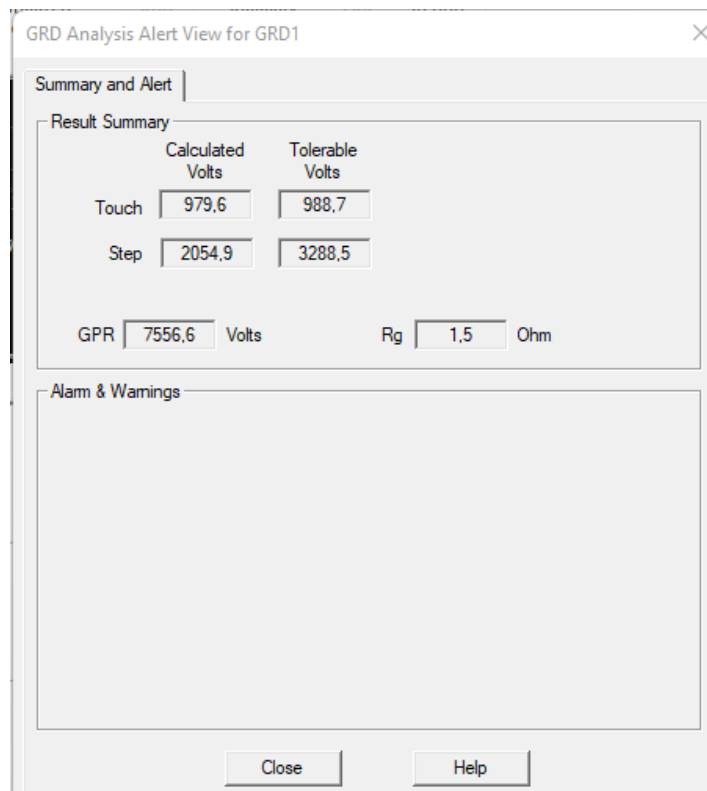 GRD Analysis Alert View for GRD1
Summary and Alert
Result Summary
Calculated Volts
Tolerable Volts
Touch 979,6 988,7
Step 2054,9 3288,5
GPR 7556,6 Volts Rg 1,5 Ohm
Alarm & Warnings
Close Help